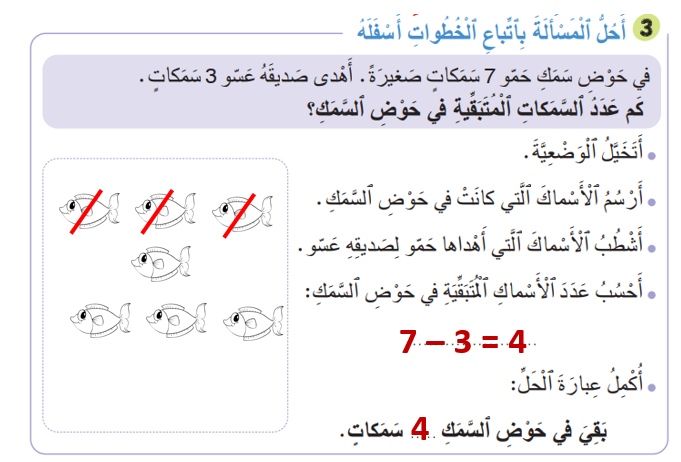 3 أَحُلُّ ٱلْمَسْأَلَةَ بِٱتِّباعِ ٱلْخُطُواتِ أَسْفَلَهُ
في حَوْضِ سَمَكِ حَمّو 7 سَمَكاتٍ صَغيرَةً. أَهْدى صَديقَهُ عَسّو 3 سَمَكاتٍ.
كَم عَدَدُ ٱلسَّمَكاتِ ٱلْمُتَبَقِّيةِ في حَوْضِ ٱلسَّمَكِ؟
• أَتَخَيَّلُ ٱلْوَضْعِيَّةَ.
• أَرْسُمُ ٱلْأَسْماكَ ٱلَّتي كانَتْ في حَوْضِ ٱلسَّمَكِ.
• أَشْطُبُ ٱلْأَسْماكَ ٱلَّتي أَهْداها حَمّو لِصَديقِهِ عَسّو.
• أَحْسُبُ عَدَدَ ٱلْأَسْماكِ ٱلْمُتَبَقِّيَةِ في حَوْضِ ٱلسَّمَكِ:
7 – 3 = 4
• أُكْمِلُ عِبارَةَ ٱلْحَلِّ:
بَقِيَ في حَوْضِ ٱلسَّمَكِ 4 سَمَكاتٍ.